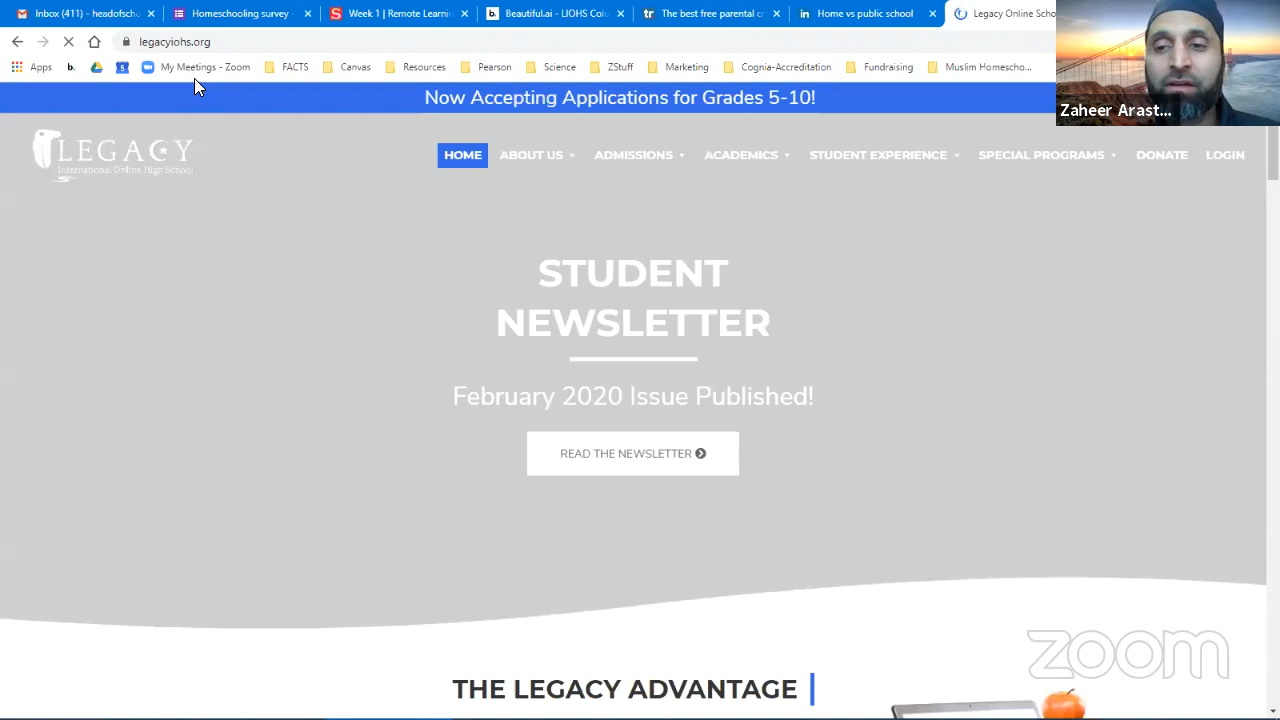 Inbox (411) - headofscho
Homeschooling survey -
Week 1 | Remote Learnin
Beautiful.ai - LIOHS Colu
The best free parental co
Home vs public school
Legacy Online Scho
legacyiohs.org
Apps
b.
My Meetings - Zoom
FACTS
Canvas
Resources
Pearson
Science
ZStuff
Marketing
Cognia-Accreditation
Fundraising
Muslim Homescho...
Now Accepting Applications for Grades 5-10!
Zaheer Arast...
LEGACY
International Online High School
HOME
ABOUT US
ADMISSIONS
ACADEMICS
STUDENT EXPERIENCE
SPECIAL PROGRAMS
DONATE
LOGIN
STUDENT
NEWSLETTER
February 2020 Issue Published!
READ THE NEWSLETTER
THE LEGACY ADVANTAGE
zoom